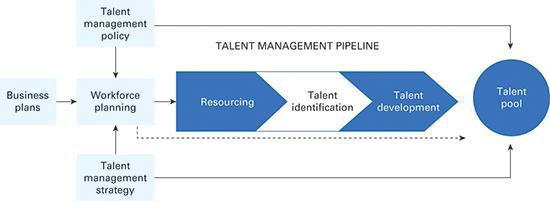 Talent
management
policy
TALENT MANAGEMENT PIPELINE
Business
plans
Workforce
planning
Resourcing
Talent
identification
Talent
development
Talent
pool
Talent
management
strategy